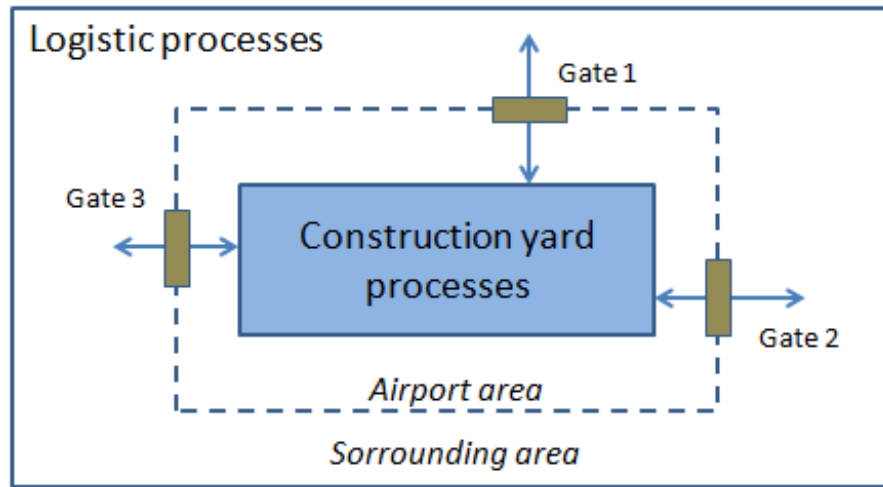 Logistic processes
Gate 1
Gate 3
Construction yard
processes
Gate 2
Airport area
Sorrounding area